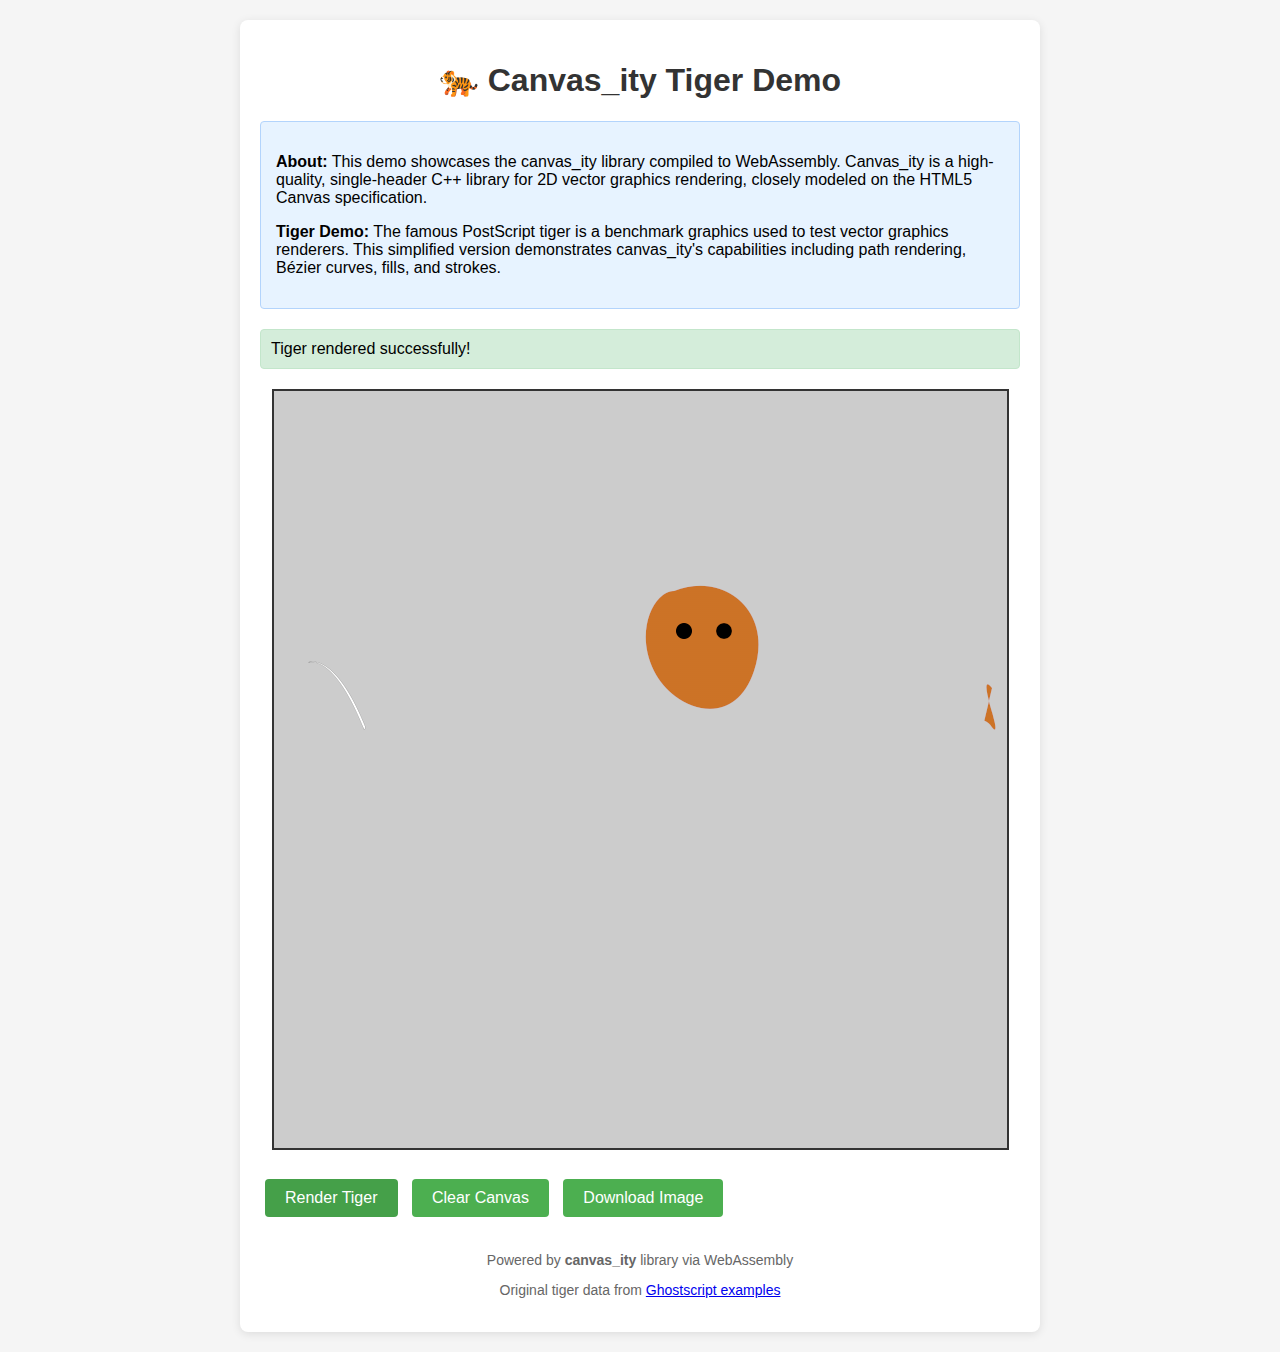 🐅 Canvas_ity Tiger Demo
About: This demo showcases the canvas_ity library compiled to WebAssembly. Canvas_ity is a high-
quality, single-header C++ library for 2D vector graphics rendering, closely modeled on the HTML5
Canvas specification.
Tiger Demo: The famous PostScript tiger is a benchmark graphics used to test vector graphics
renderers. This simplified version demonstrates canvas_ity's capabilities including path rendering,
Bézier curves, fills, and strokes.
Tiger rendered successfully!
Render Tiger
Clear Canvas
Download Image
Powered by canvas_ity library via WebAssembly
Original tiger data from Ghostscript examples